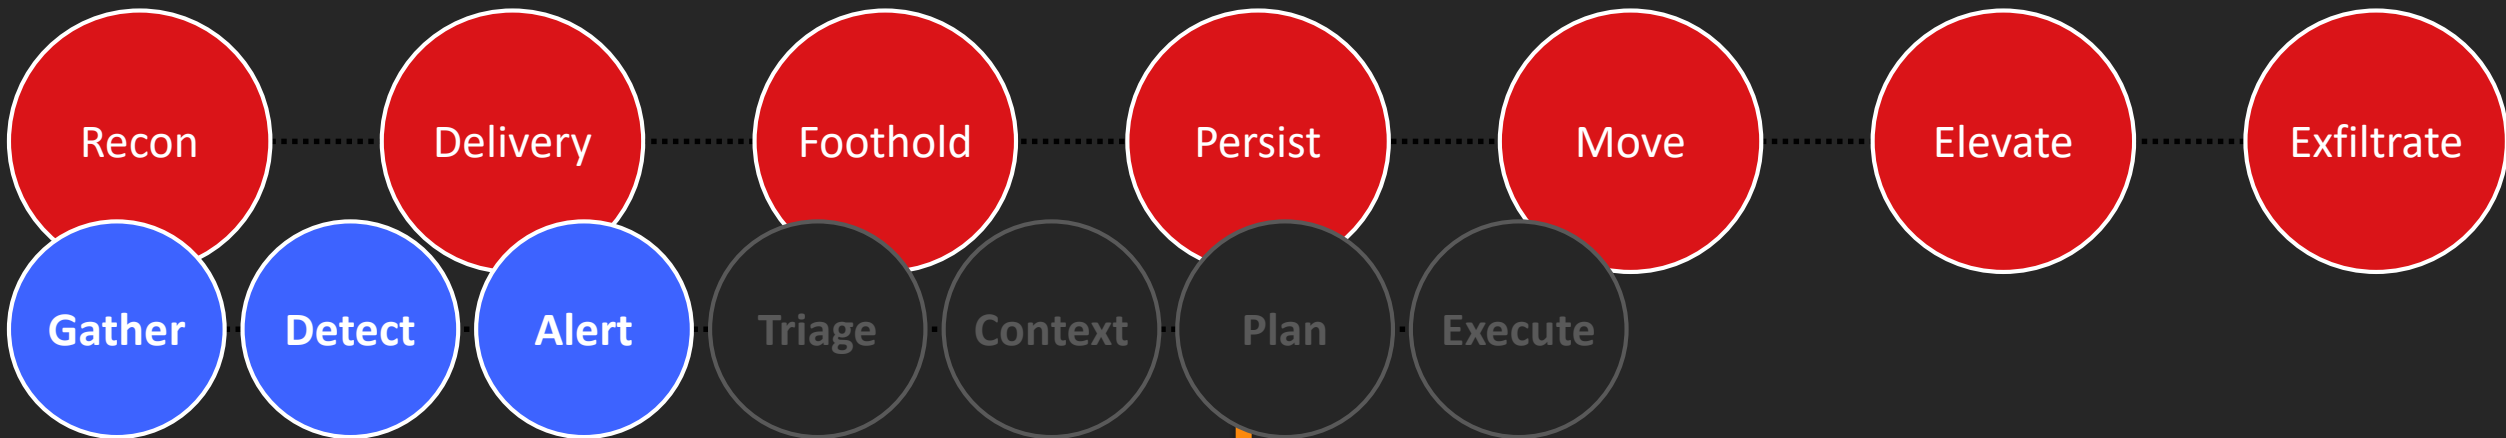 Recon Delivery Foothold Persist Move Elevate Exfiltrate
Gather Detect Alert Triage Context Plan Execute